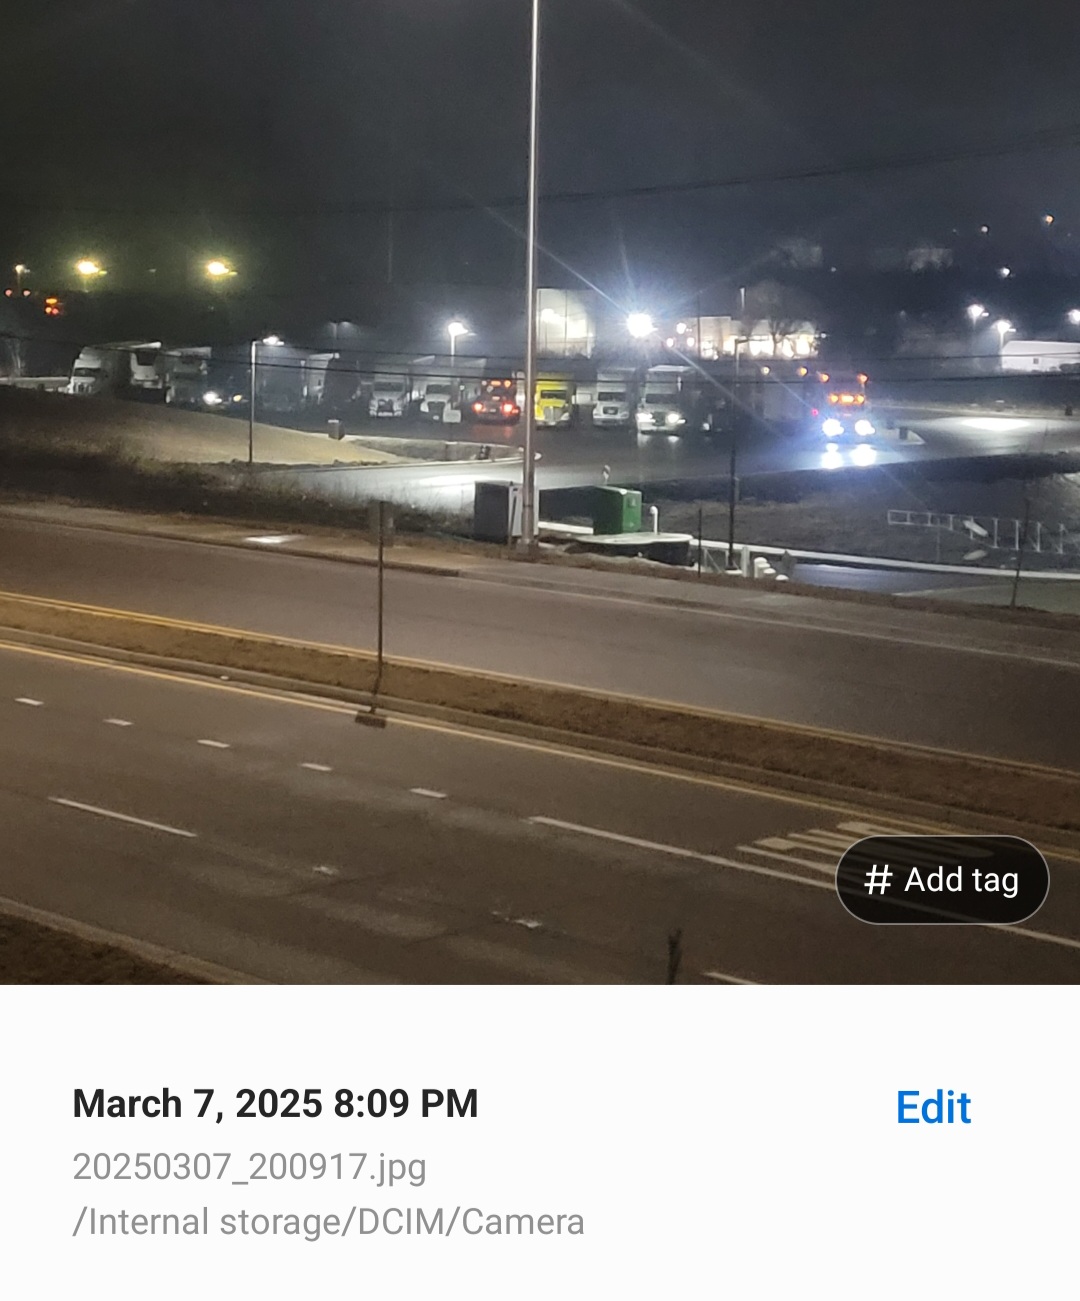 # Add tag
March 7, 2025 8:09 PM
Edit
20250307_200917.jpg
/Internal storage/DCIM/Camera